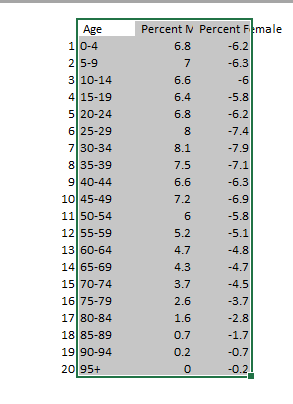 Age Percent M Percent Female
1 0-4 6.8 -6.2
2 5-9 7 -6.3
3 10-14 6.6 -6
4 15-19 6.4 -5.8
5 20-24 6.8 -6.2
6 25-29 8 -7.4
7 30-34 8.1 -7.9
8 35-39 7.5 -7.1
9 40-44 6.6 -6.3
10 45-49 7.2 -6.9
11 50-54 6 -5.8
12 55-59 5.2 -5.1
13 60-64 4.7 -4.8
14 65-69 4.3 -4.7
15 70-74 3.7 -4.5
16 75-79 2.6 -3.7
17 80-84 1.6 -2.8
18 85-89 0.7 -1.7
19 90-94 0.2 -0.7
20 95+ 0 -0.2